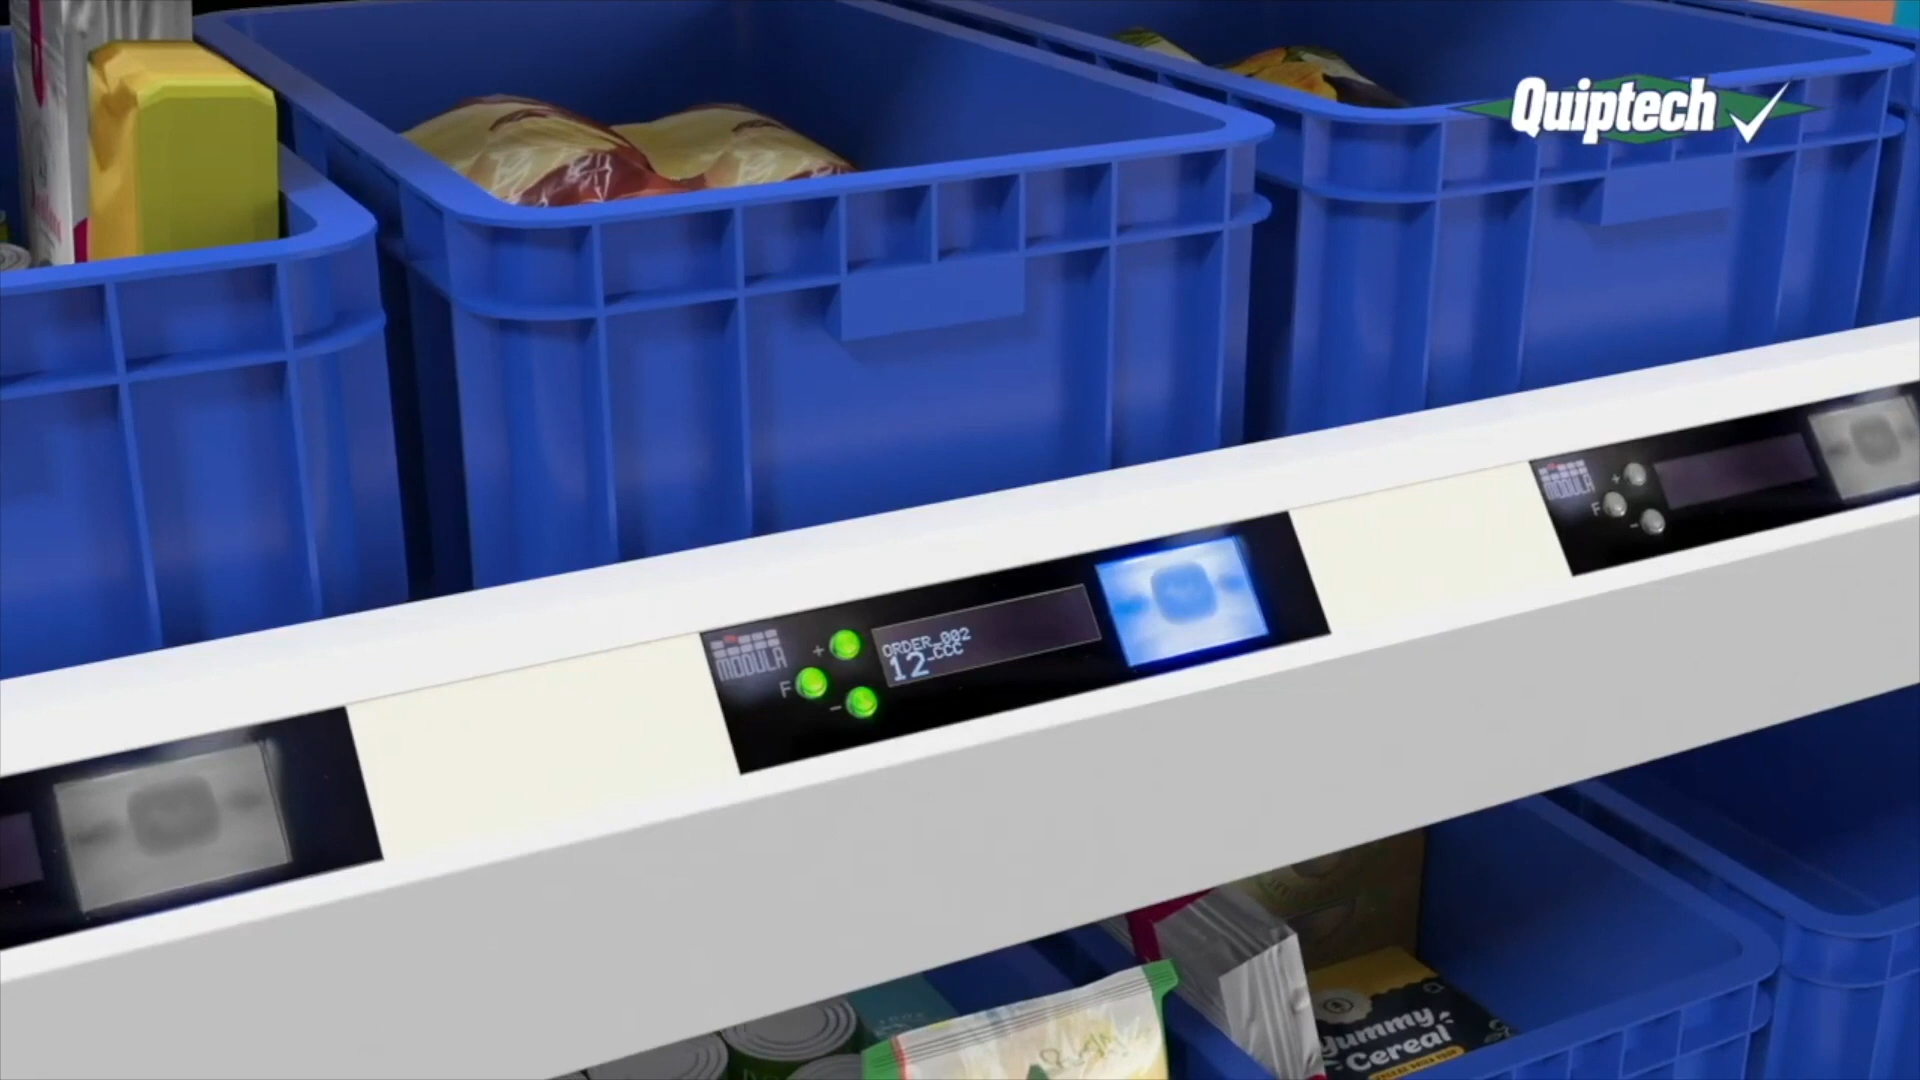 Quiptech
MODULA
+
F
-
MODULA
+
F
-
ORDER_002
12-CCC
Yummy
Cereal